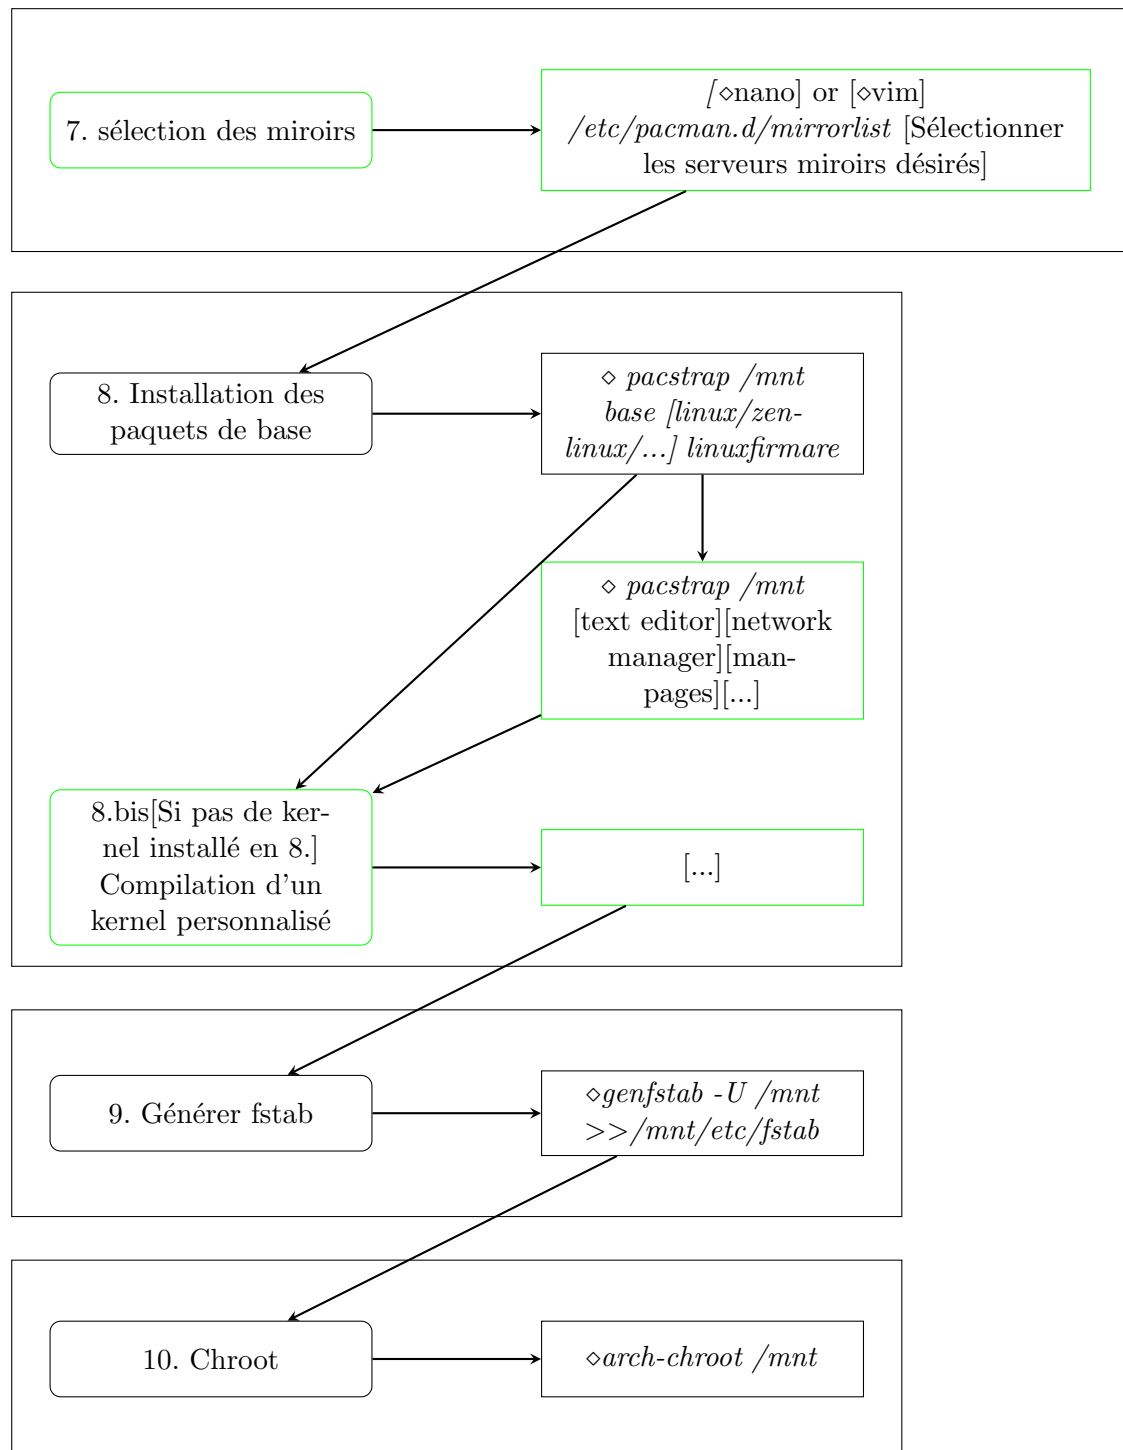 7. sélection des miroirs
[⋄nano] or [⋄vim]
/etc/pacman.d/mirrorlist [Sélectionner
les serveurs miroirs désirés]
8. Installation des
paquets de base
⋄ pacstrap /mnt
base [linux/zen-
linux/...] linuxfirmare
⋄ pacstrap /mnt
[text editor][network
manager][man-
pages][...]
8.bis[Si pas de ker-
nel installé en 8.]
Compilation d'un
kernel personnalisé
[...]
9. Générer fstab
⋄genfstab -U /mnt
>>/mnt/etc/fstab
10. Chroot
⋄arch-chroot /mnt